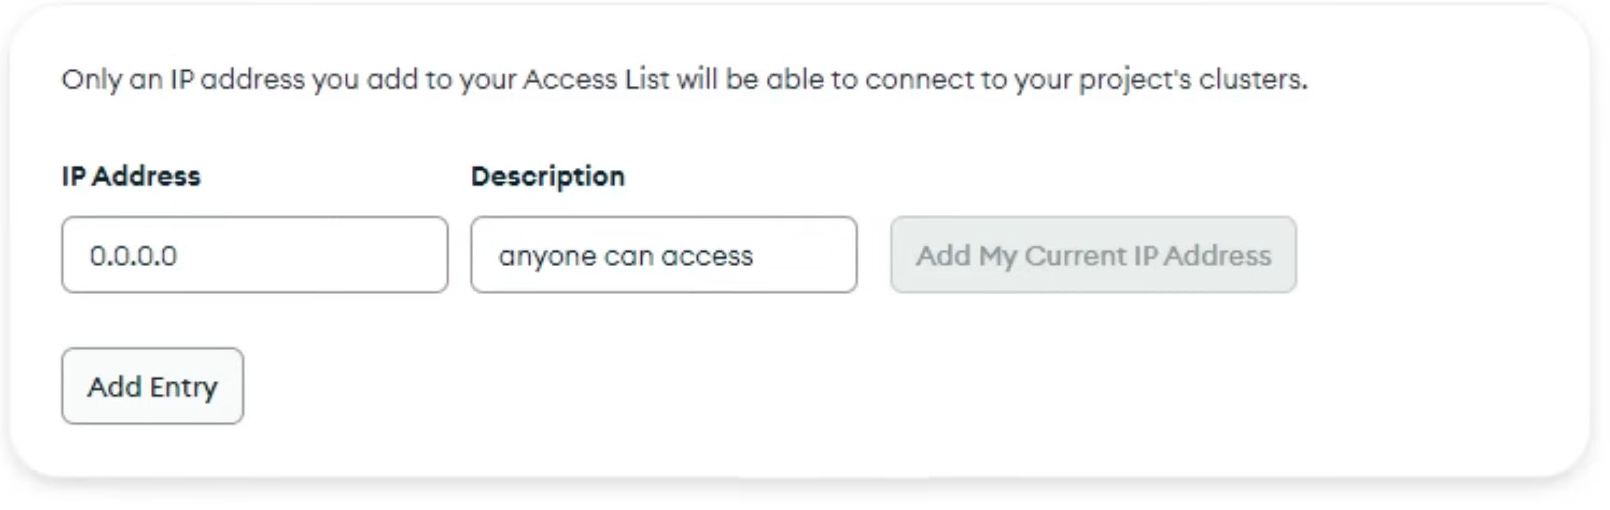 Only an IP address you add to your Access List will be able to connect to your project's clusters.
IP Address
Description
0.0.0.0
anyone can access
Add My Current IP Address
Add Entry